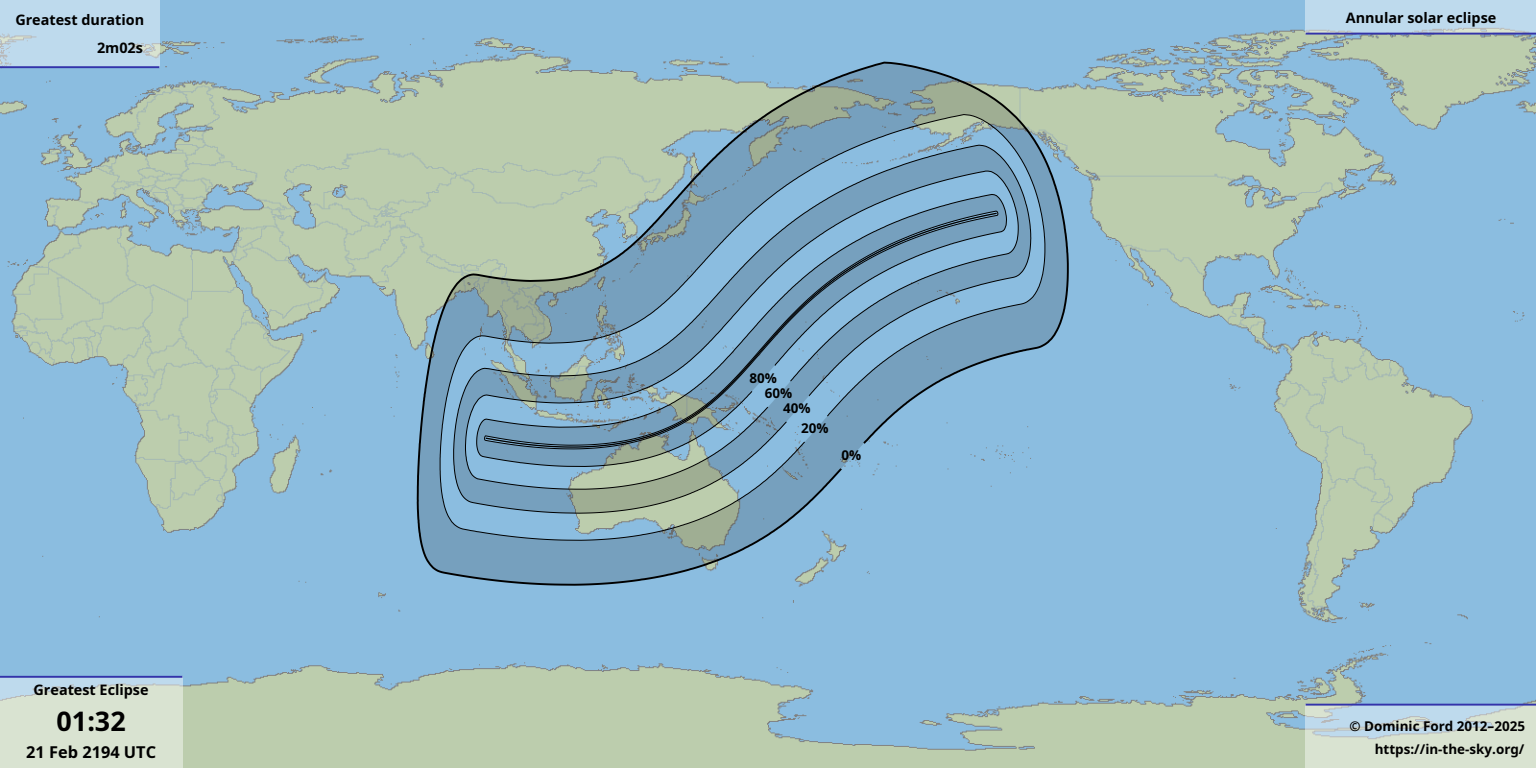 Greatest duration
2m02s
Annular solar eclipse
80%
60%
40%
20%
0%
Greatest Eclipse
01:32
21 Feb 2194 UTC
© Dominic Ford 2012–2025
https://in-the-sky.org/